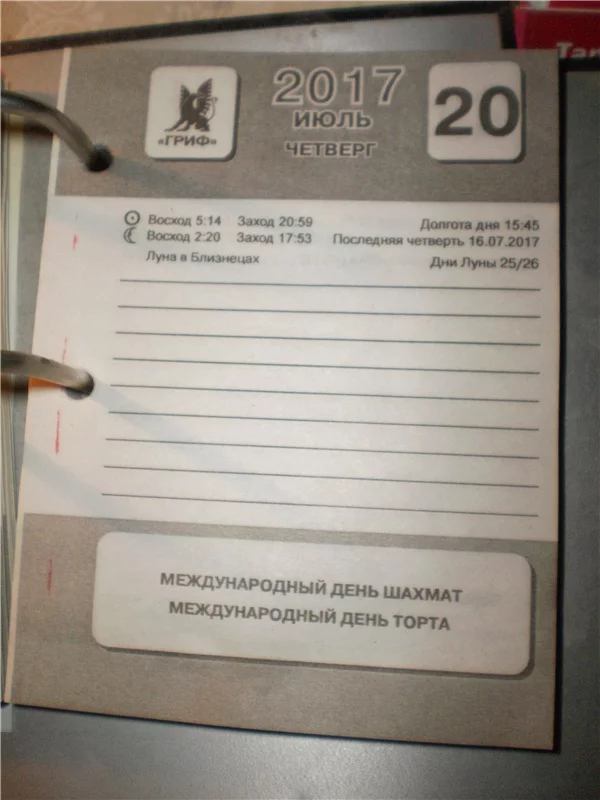 Так
2017
ИЮЛЬ
ЧЕТВЕРГ
20
«ГРИФ»
Восход 5:14 Заход 20:59 Долгота дня 15:45
Восход 2:20 Заход 17:53 Последняя четверть 16.07.2017
Луна в Близнецах Дни Луны 25/26
МЕЖДУНАРОДНЫЙ ДЕНЬ ШАХМАТ
МЕЖДУНАРОДНЫЙ ДЕНЬ ТОРТА